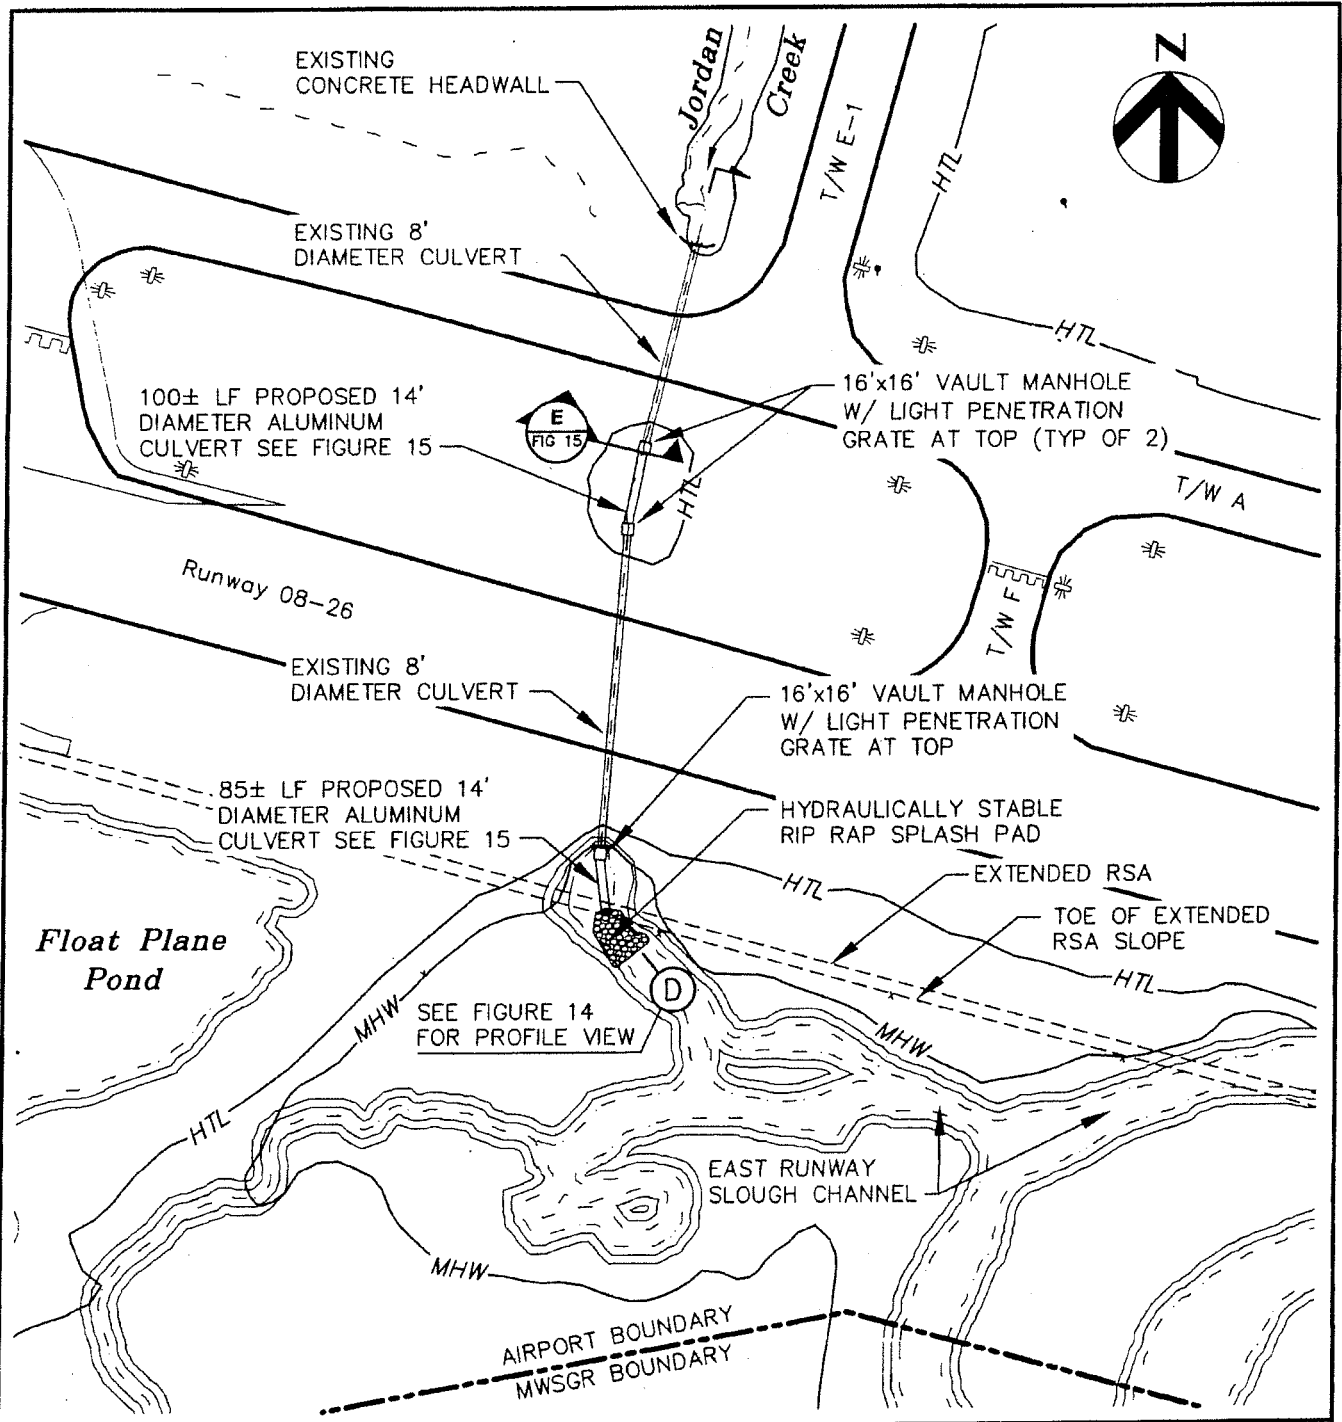 EXISTING
CONCRETE HEADWALL
Jordan
Creek
N
T/W E-1
HTL
EXISTING 8'
DIAMETER CULVERT
HTL
100± LF PROPOSED 14'
DIAMETER ALUMINUM
CULVERT SEE FIGURE 15
E
FIG 15
16'x16' VAULT MANHOLE
W/ LIGHT PENETRATION
GRATE AT TOP (TYP OF 2)
HTL
T/W A
Runway 08-26
T/W F
EXISTING 8'
DIAMETER CULVERT
16'x16' VAULT MANHOLE
W/ LIGHT PENETRATION
GRATE AT TOP
85± LF PROPOSED 14'
DIAMETER ALUMINUM
CULVERT SEE FIGURE 15
HYDRAULICALLY STABLE
RIP RAP SPLASH PAD
HTL
EXTENDED RSA
TOE OF EXTENDED
RSA SLOPE
Float Plane
Pond
HTL
D
SEE FIGURE 14
FOR PROFILE VIEW
MHW
MHW
HTL
EAST RUNWAY
SLOUGH CHANNEL
MHW
AIRPORT BOUNDARY
MWSGR BOUNDARY